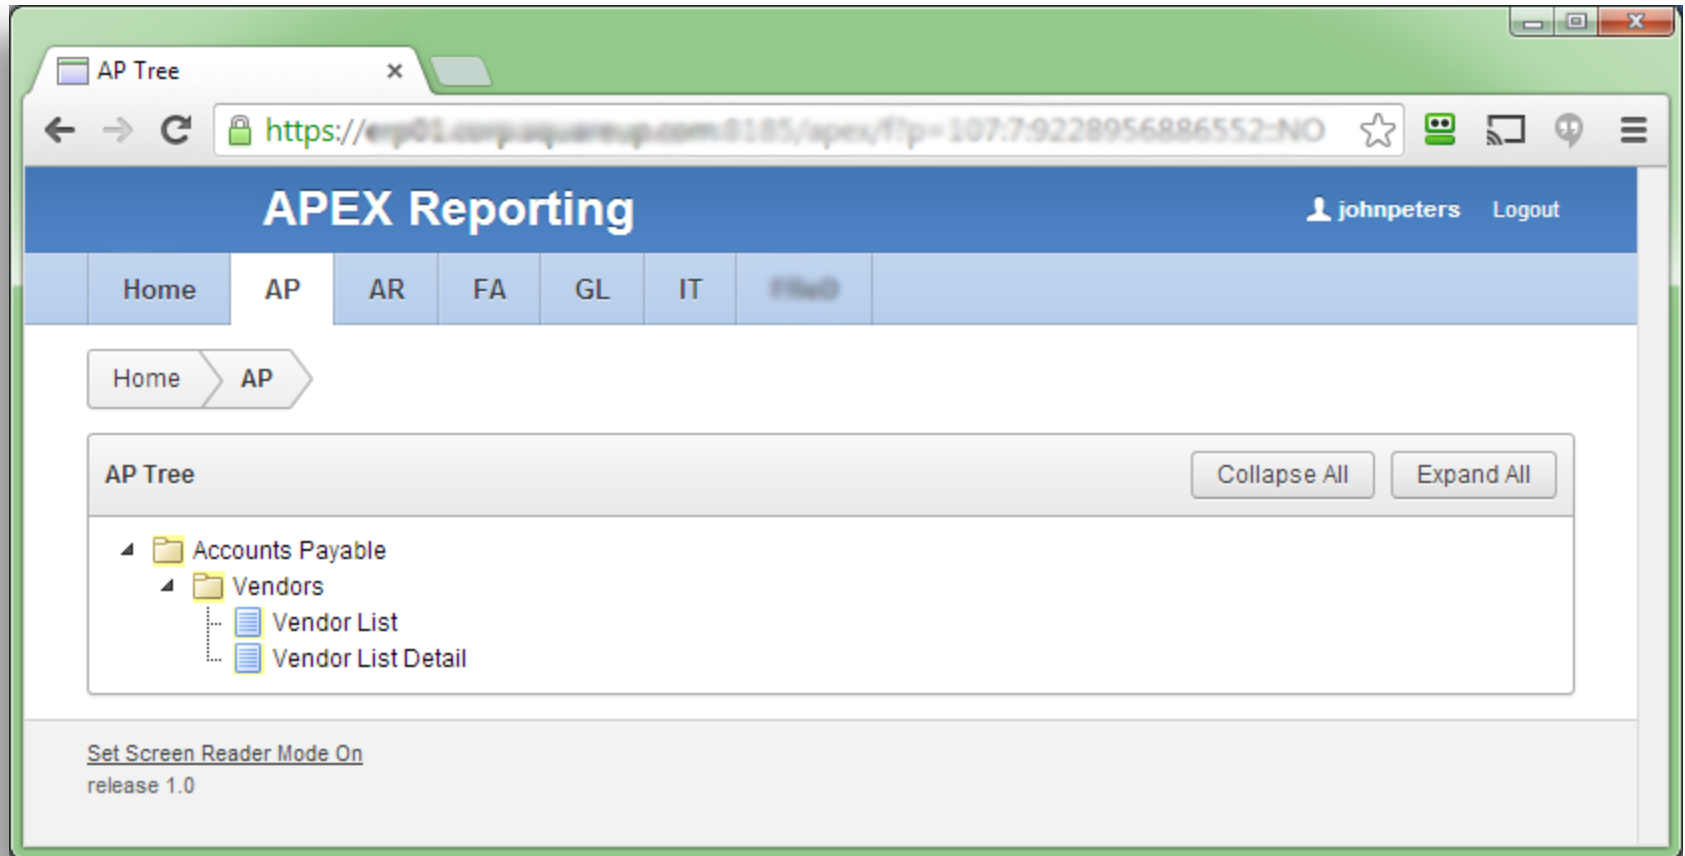 AP Tree
https://
APEX Reporting
johnpeters Logout
Home AP AR FA GL IT
Home AP
AP Tree Collapse All Expand All
Accounts Payable
Vendors
Vendor List
Vendor List Detail
Set Screen Reader Mode On
release 1.0